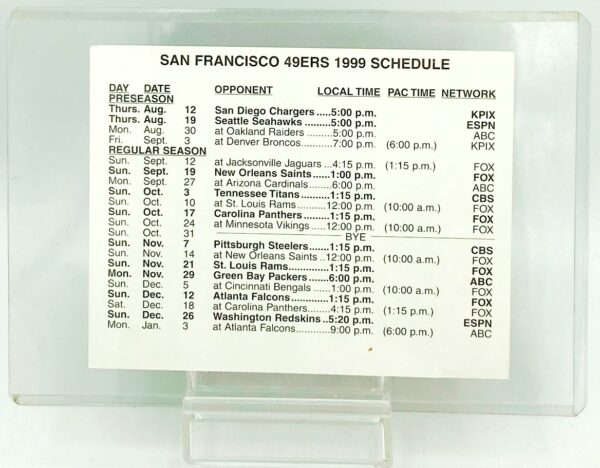 SAN FRANCISCO 49ERS 1999 SCHEDULE
DAY DATE OPPONENT LOCAL TIME PAC TIME NETWORK
PRESEASON
Thurs. Aug. 12 San Diego Chargers.....5:00 p.m. KPIX
Thurs. Aug. 19 Seattle Seahawks.........5:00 p.m. ESPN
Mon. Aug. 30 at Oakland Raiders.......5:00 p.m. ABC
Fri. Sept. 3 at Denver Broncos.........7:00 p.m. (6:00 p.m.) KPIX
REGULAR SEASON
Sun. Sept. 12 at Jacksonville Jaguars..4:15 p.m. (1:15 p.m.) FOX
Sun. Sept. 19 New Orleans Saints......1:00 p.m. FOX
Mon. Sept. 27 at Arizona Cardinals......6:00 p.m. ABC
Sun. Oct. 3 Tennessee Titans.........1:15 p.m. CBS
Sun. Oct. 10 at St. Louis Rams.......12:00 p.m. (10:00 a.m.) FOX
Sun. Oct. 17 Carolina Panthers........1:15 p.m. FOX
Sun. Oct. 24 at Minnesota Vikings.....12:00 p.m. (10:00 a.m.) FOX
Sun. Oct. 31 BYE
Sun. Nov. 7 Pittsburgh Steelers.......1:15 p.m. CBS
Sun. Nov. 14 at New Orleans Saints..12:00 p.m. (10:00 a.m.) FOX
Sun. Nov. 21 St. Louis Rams............1:15 p.m. FOX
Mon. Nov. 29 Green Bay Packers.......6:00 p.m. ABC
Sun. Dec. 5 at Cincinnati Bengals.....1:00 p.m. (10:00 a.m.) FOX
Sun. Dec. 12 Atlanta Falcons............1:15 p.m. FOX
Sat. Dec. 18 at Carolina Panthers......4:15 p.m. (1:15 p.m.) FOX
Sun. Dec. 26 Washington Redskins..5:20 p.m. ESPN
Mon. Jan. 3 at Atlanta Falcons.........9:00 p.m. (6:00 p.m.) ABC